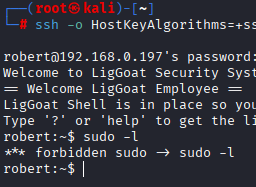 (root㉿kali)-[~]
# ssh -o HostKeyAlgorithms=+ss
robert@192.168.0.197's password:
Welcome to LigGoat Security Syst
== Welcome LigGoat Employee ==
LigGoat Shell is in place so you
Type '?' or 'help' to get the li
robert:~$ sudo -l
*** forbidden sudo → sudo -l
robert:~$